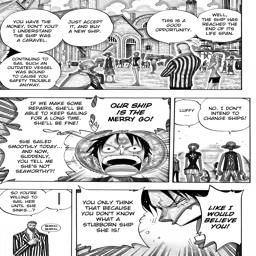 WELL,
THE SHIP HAS
REACHED THE
END OF ITS
LIFE SPAN.
THIS IS A
GOOD
OPPORTUNITY.
JUST ACCEPT
IT, AND BUY
A NEW SHIP.
YOU HAVE THE
MONEY, DON'T YOU?
I UNDERSTAND
THE SHIP WAS
A CARAVEL.
CONTINUING TO
SAIL SUCH AN
OUTDATED VESSEL
WAS BOUND
TO CAUSE YOU
SAFETY TROUBLE
ANYWAY.
NO. I DON'T
INTEND TO
CHANGE SHIPS!
LUFFY
OUR SHIP
IS THE
MERRY GO!
IF WE MAKE
SOME REPAIRS, SHE'LL BE
ABLE TO KEEP SAILING
FOR A LONG TIME.
SHE'LL BE FINE!
SHE SAILED
SMOOTHLY TODAY...
AND NOW,
SUDDENLY,
YOU TELL ME
SHE'S NOT
SEAWORTHY?!
LIKE I
WOULD
BELIEVE
YOU!
YOU ONLY THINK
THAT BECAUSE
YOU DON'T KNOW
WHAT A
STUBBORN SHIP
SHE IS!
SO YOU'RE
WILLING TO
SAIL HER
UNTIL SHE
SINKS...?